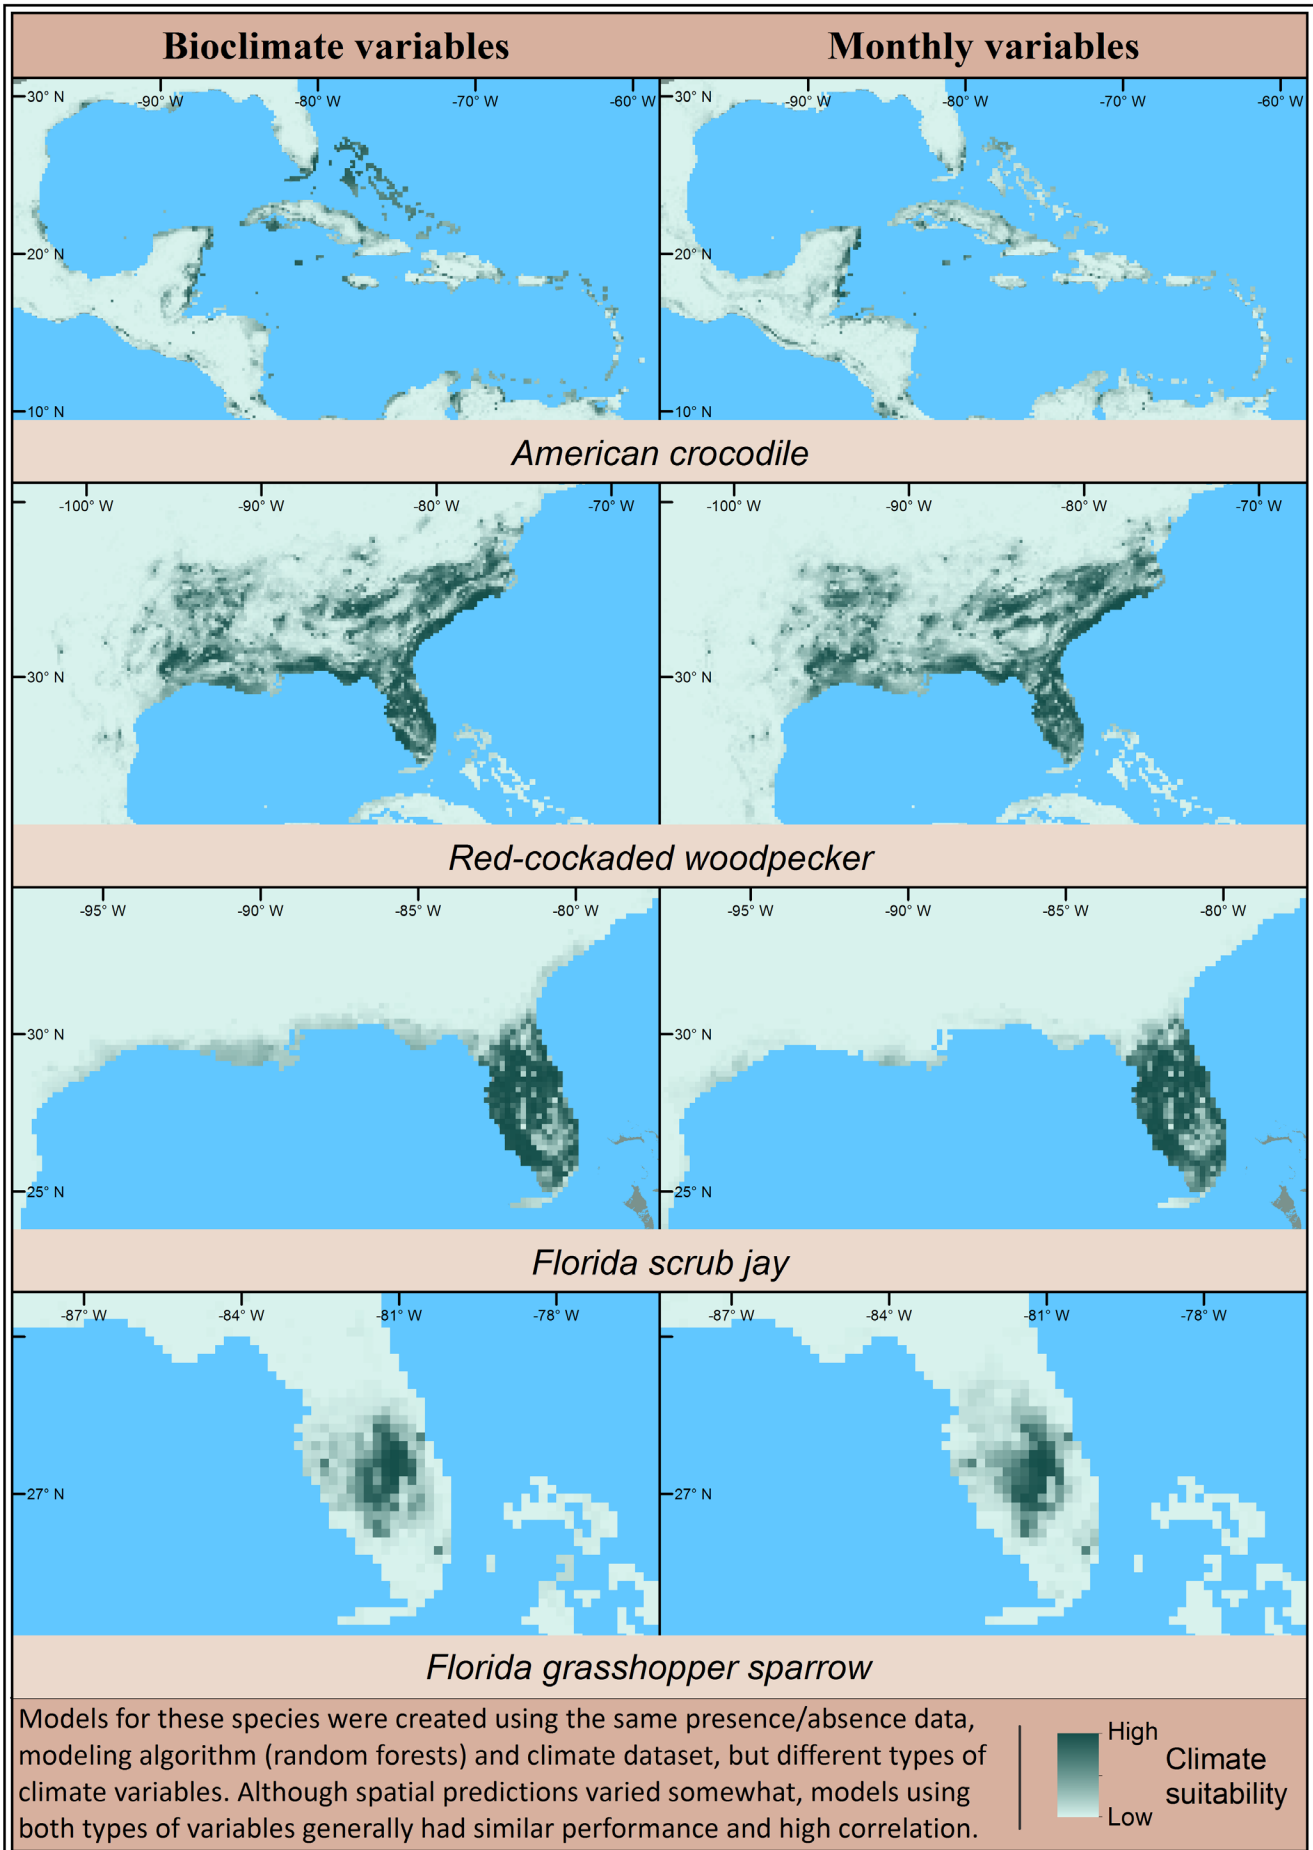 Bioclimate variables
Monthly variables
-90° W
-80° W
-70° W
-60° W
30° N
20° N
10° N
-90° W
-80° W
-70° W
-60° W
30° N
20° N
10° N
American crocodile
-100° W
-90° W
-80° W
-70° W
30° N
-100° W
-90° W
-80° W
-70° W
30° N
Red-cockaded woodpecker
-95° W
-90° W
-85° W
-80° W
30° N
25° N
-95° W
-90° W
-85° W
-80° W
30° N
25° N
Florida scrub jay
-87° W
-84° W
-81° W
-78° W
27° N
-87° W
-84° W
-81° W
-78° W
27° N
Florida grasshopper sparrow
Models for these species were created using the same presence/absence data,
modeling algorithm (random forests) and climate dataset, but different types of
climate variables. Although spatial predictions varied somewhat, models using
both types of variables generally had similar performance and high correlation.
High
Low
Climate
suitability